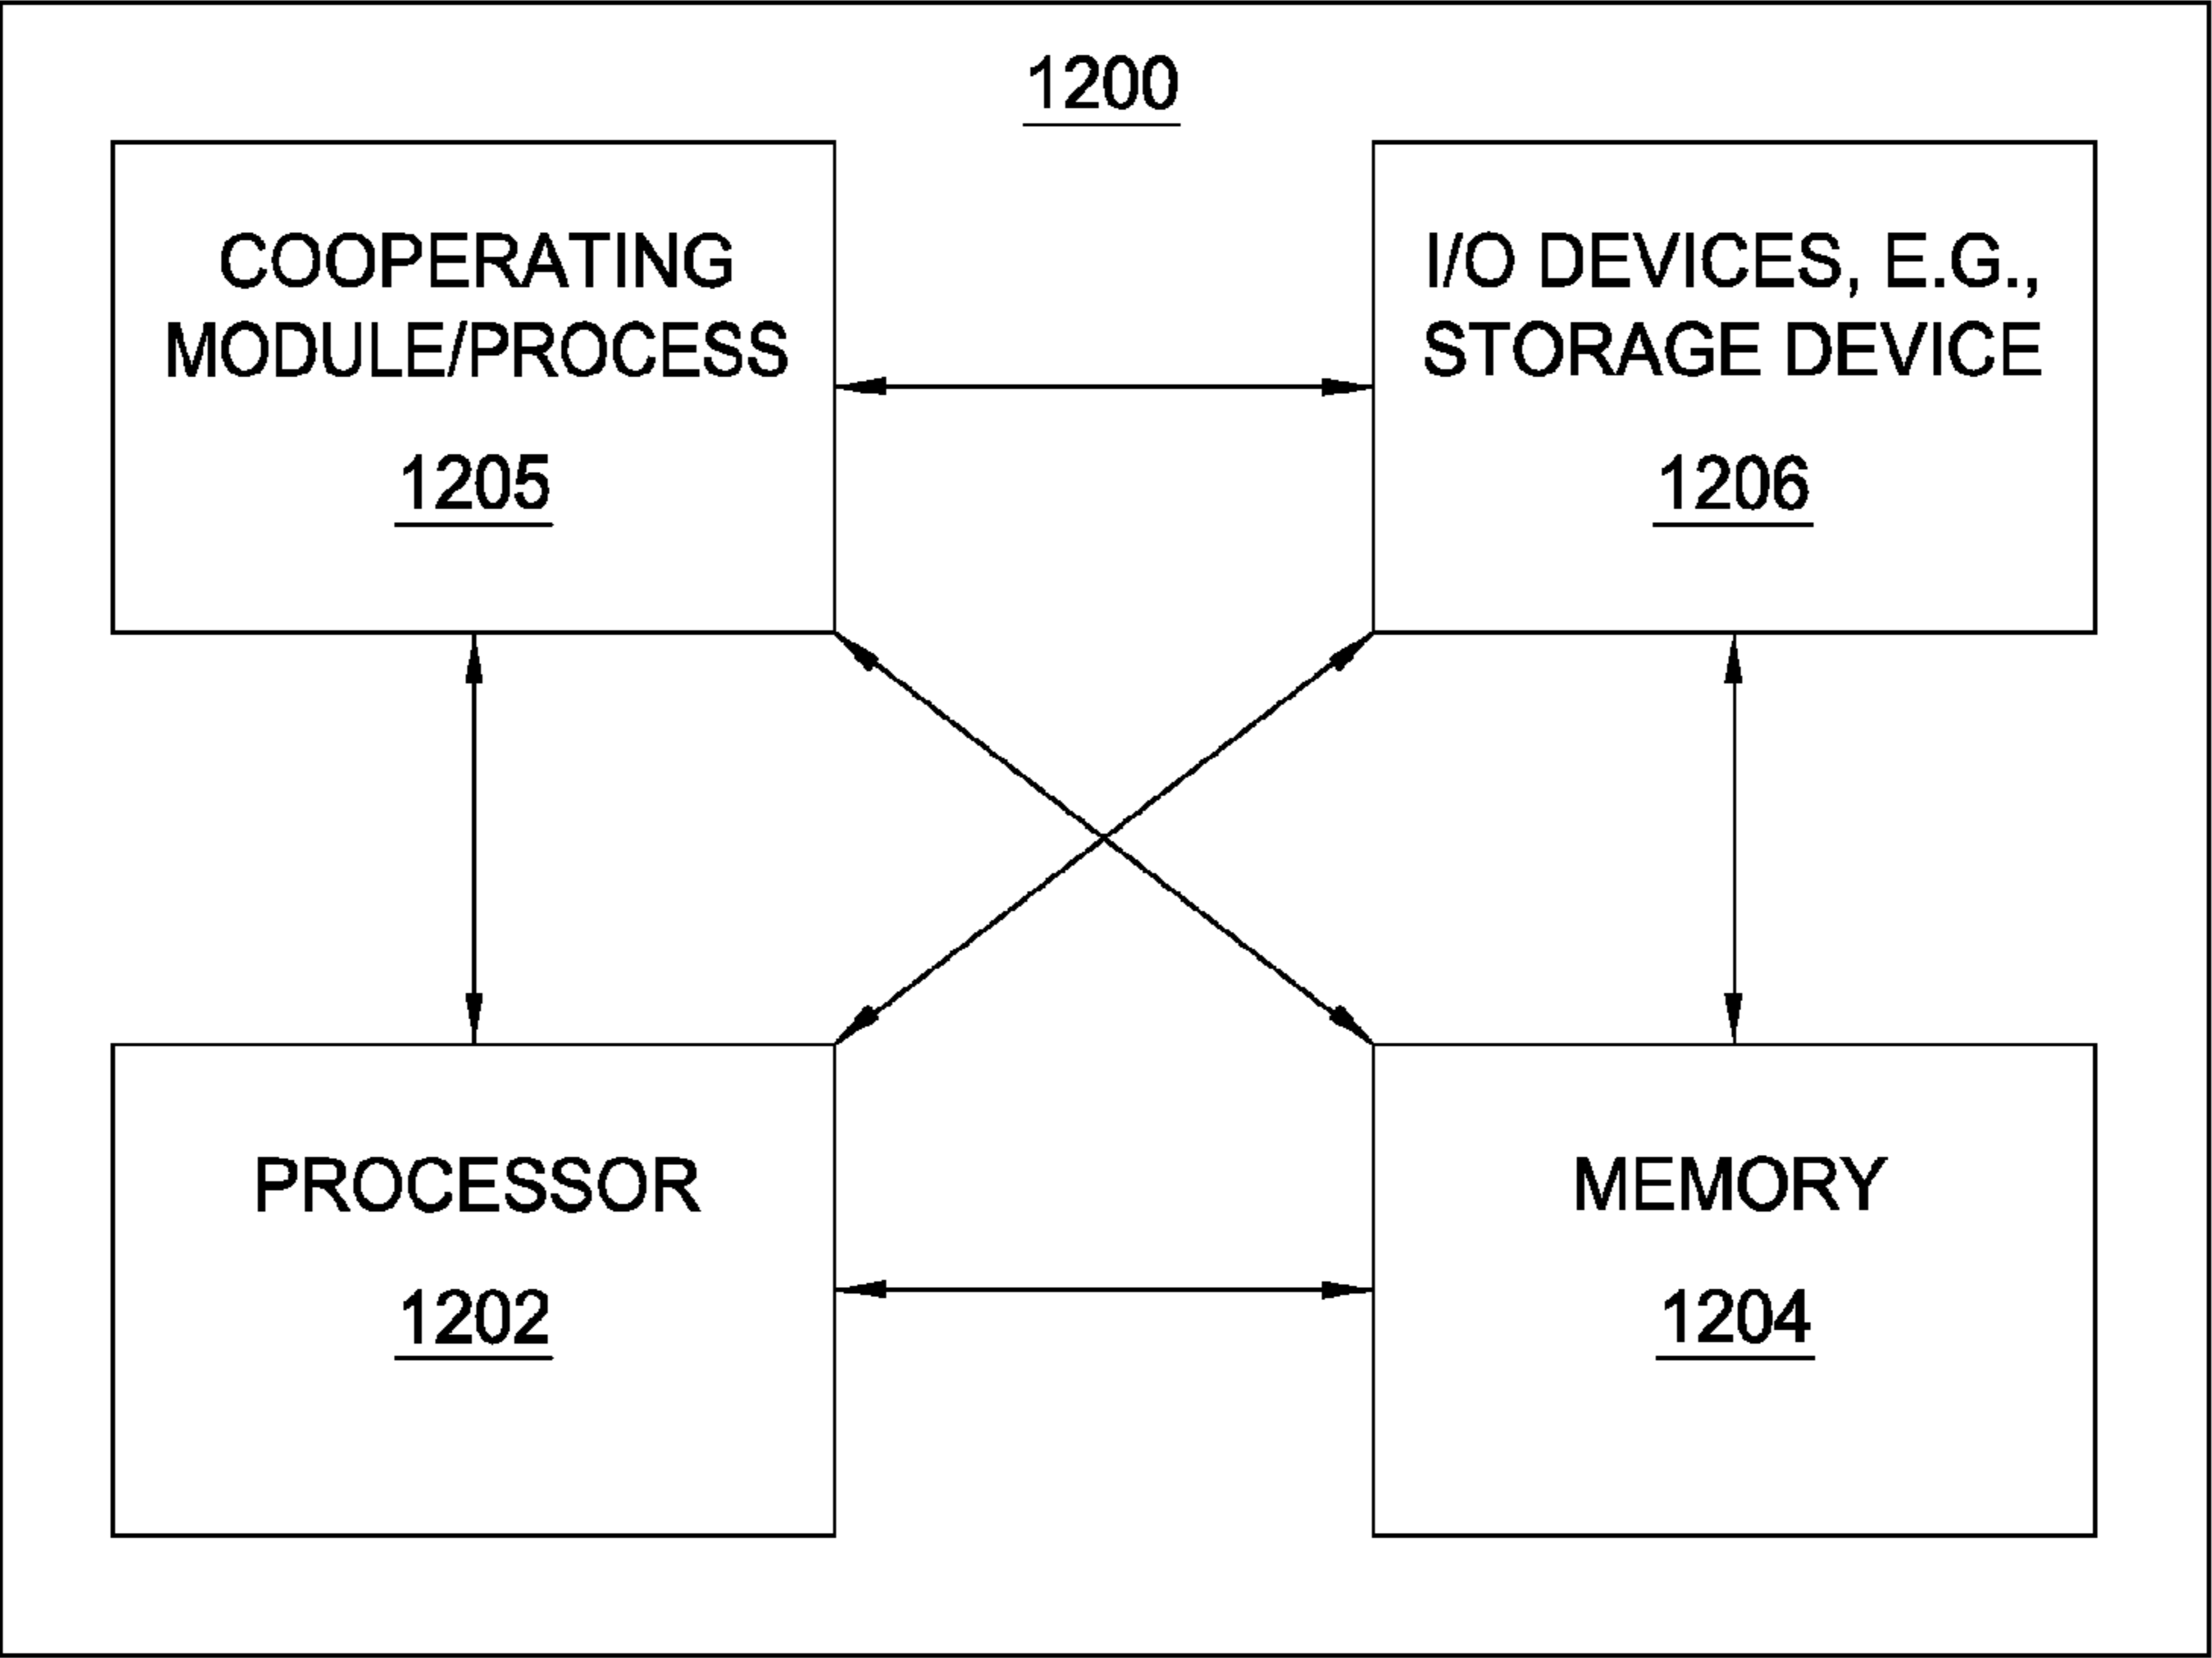 1200
COOPERATING
MODULE/PROCESS
1205
I/O DEVICES, E.G.,
STORAGE DEVICE
1206
PROCESSOR
1202
MEMORY
1204